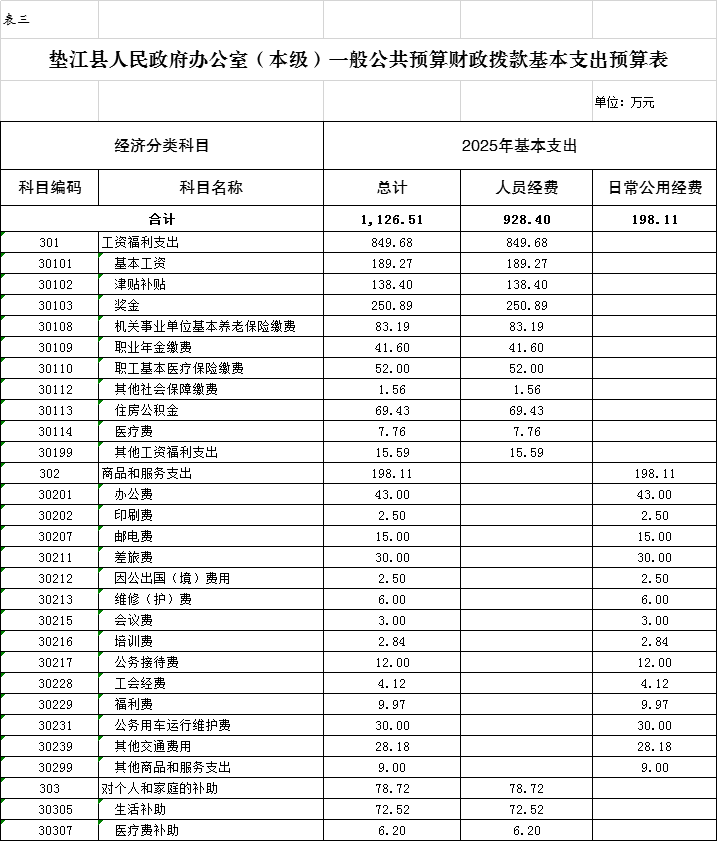 表三
垫江县人民政府办公室（本级）一般公共预算财政拨款基本支出预算表
单位：万元
经济分类科目 2025年基本支出
科目编码 科目名称 总计 人员经费 日常公用经费
合计 1,126.51 928.40 198.11
301 工资福利支出 849.68 849.68
30101 基本工资 189.27 189.27
30102 津贴补贴 138.40 138.40
30103 奖金 250.89 250.89
30108 机关事业单位基本养老保险缴费 83.19 83.19
30109 职业年金缴费 41.60 41.60
30110 职工基本医疗保险缴费 52.00 52.00
30112 其他社会保障缴费 1.56 1.56
30113 住房公积金 69.43 69.43
30114 医疗费 7.76 7.76
30199 其他工资福利支出 15.59 15.59
302 商品和服务支出 198.11 198.11
30201 办公费 43.00 43.00
30202 印刷费 2.50 2.50
30207 邮电费 15.00 15.00
30211 差旅费 30.00 30.00
30212 因公出国（境）费用 2.50 2.50
30213 维修（护）费 6.00 6.00
30215 会议费 3.00 3.00
30216 培训费 2.84 2.84
30217 公务接待费 12.00 12.00
30228 工会经费 4.12 4.12
30229 福利费 9.97 9.97
30231 公务用车运行维护费 30.00 30.00
30239 其他交通费用 28.18 28.18
30299 其他商品和服务支出 9.00 9.00
303 对个人和家庭的补助 78.72 78.72
30305 生活补助 72.52 72.52
30307 医疗费补助 6.20 6.20